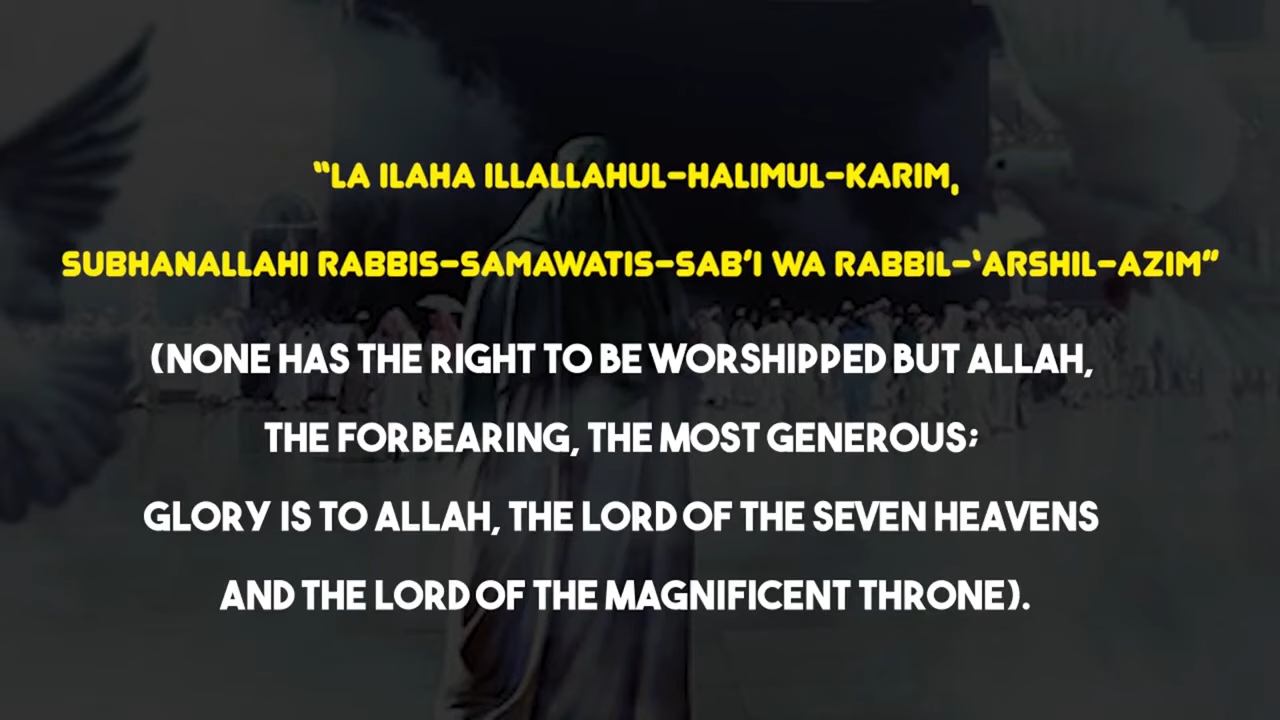 “LA ILAHA ILLALLAHUL-HALIMUL-KARIM,
SUBHANALLAHI RABBIS-SAMAWATIS-SAB’I WA RABBIL-‘ARSHIL-AZIM”
(NONE HAS THE RIGHT TO BE WORSHIPPED BUT ALLAH,
THE FORBEARING, THE MOST GENEROUS;
GLORY IS TO ALLAH, THE LORD OF THE SEVEN HEAVENS
AND THE LORD OF THE MAGNIFICENT THRONE).